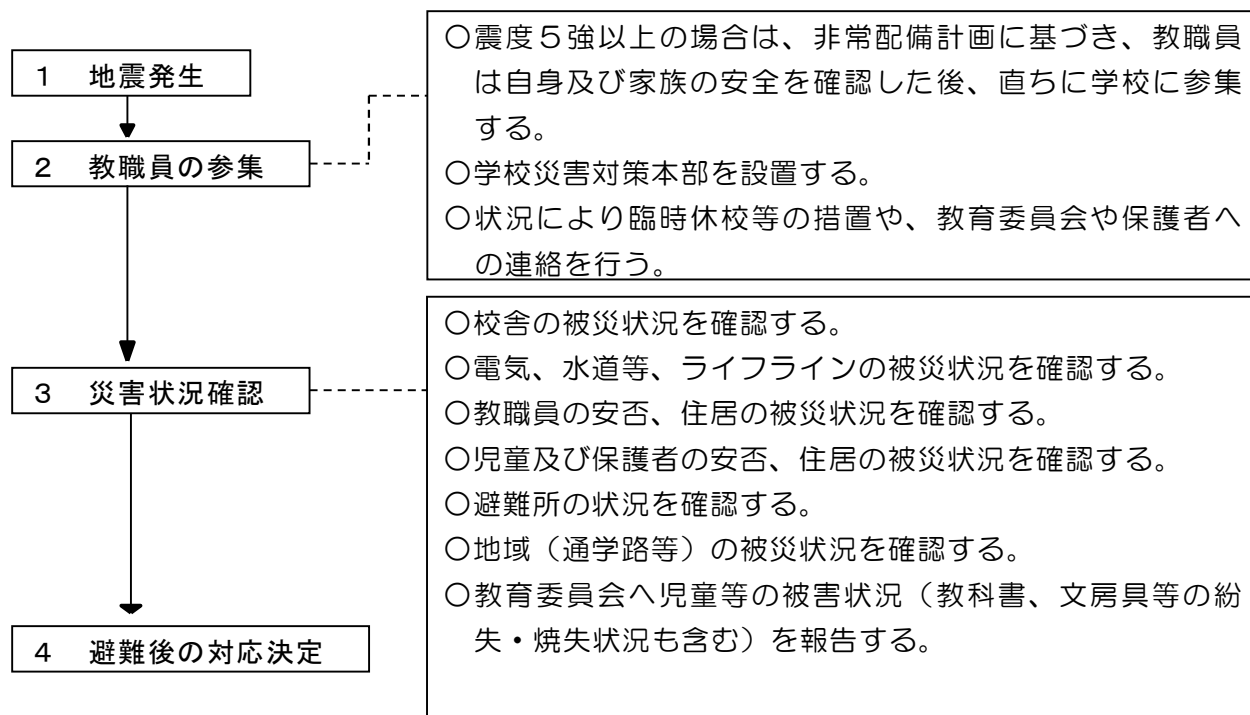 1 地震発生
2 教職員の参集
○震度５強以上の場合は、非常配備計画に基づき、教職員
は自身及び家族の安全を確認した後、直ちに学校に参集
する。
○学校災害対策本部を設置する。
○状況により臨時休校等の措置や、教育委員会や保護者へ
の連絡を行う。
3 災害状況確認
○校舎の被災状況を確認する。
○電気、水道等、ライフラインの被災状況を確認する。
○教職員の安否、住居の被災状況を確認する。
○児童及び保護者の安否、住居の被災状況を確認する。
○避難所の状況を確認する。
○地域（通学路等）の被災状況を確認する。
○教育委員会へ児童等の被害状況（教科書、文房具等の紛
失・焼失状況も含む）を報告する。
4 避難後の対応決定